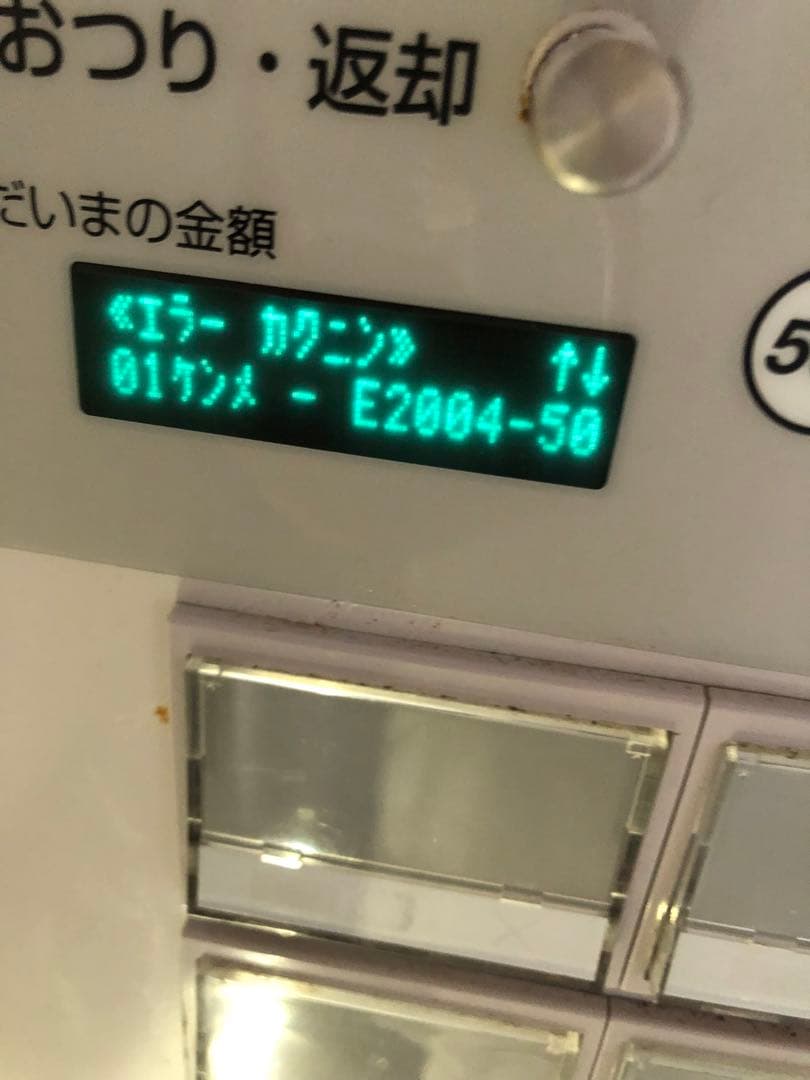 おつり・返却
だいまの金額
《エラー カクニン》 ↑↓
01ケンメ - E2004-50